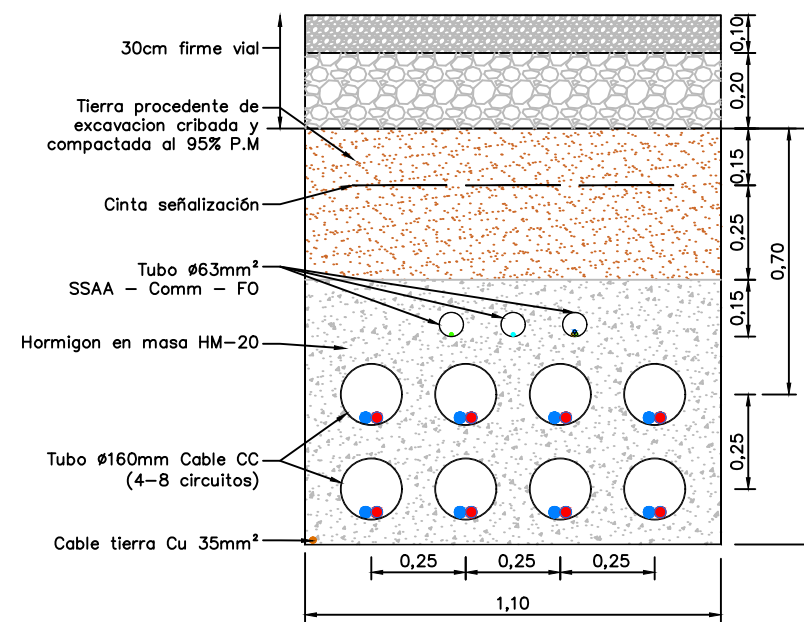 30cm firme vial
Tierra procedente de
excavacion cribada y
compactada al 95% P.M
Cinta señalización
Tubo ø63mm²
SSAA - Comm - FO
Hormigon en masa HM-20
Tubo ø160mm Cable CC
(4-8 circuitos)
Cable tierra Cu 35mm²
0,10
0,20
0,15
0,25
0,15
0,70
0,25
0,25
0,25
0,25
1,10